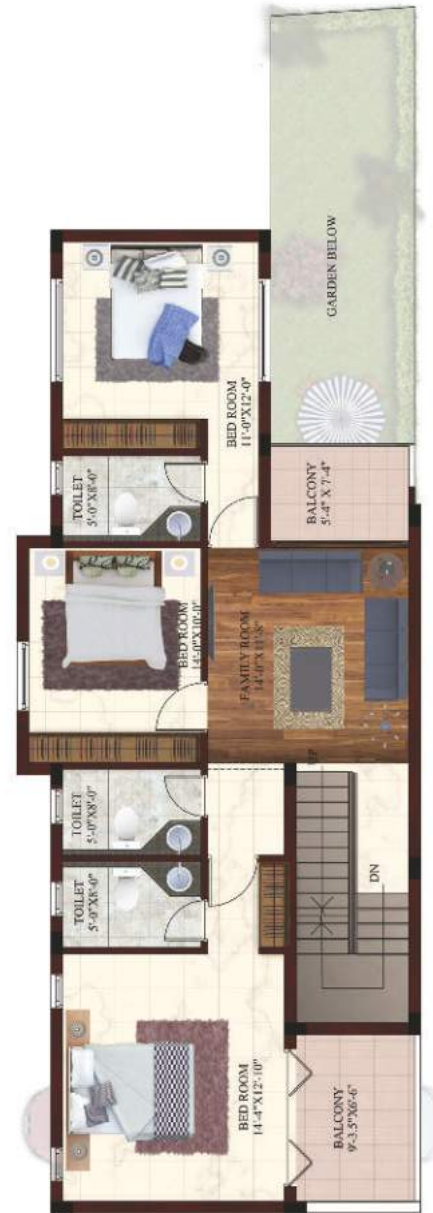 GARDEN BELOW
BED ROOM
11'-0"X12'-0"
TOILET
5'-0"X8'-0"
BALCONY
5'-4" X 7'-4"
BED ROOM
14'-0"X10'-0"
FAMILY ROOM
UP
TOILET
5'-0"X8'-0"
TOILET
5'-0"X8'-0"
DN
BED ROOM
14'-4"X12'-10"
BALCONY
9'-3.5"X6'-6"